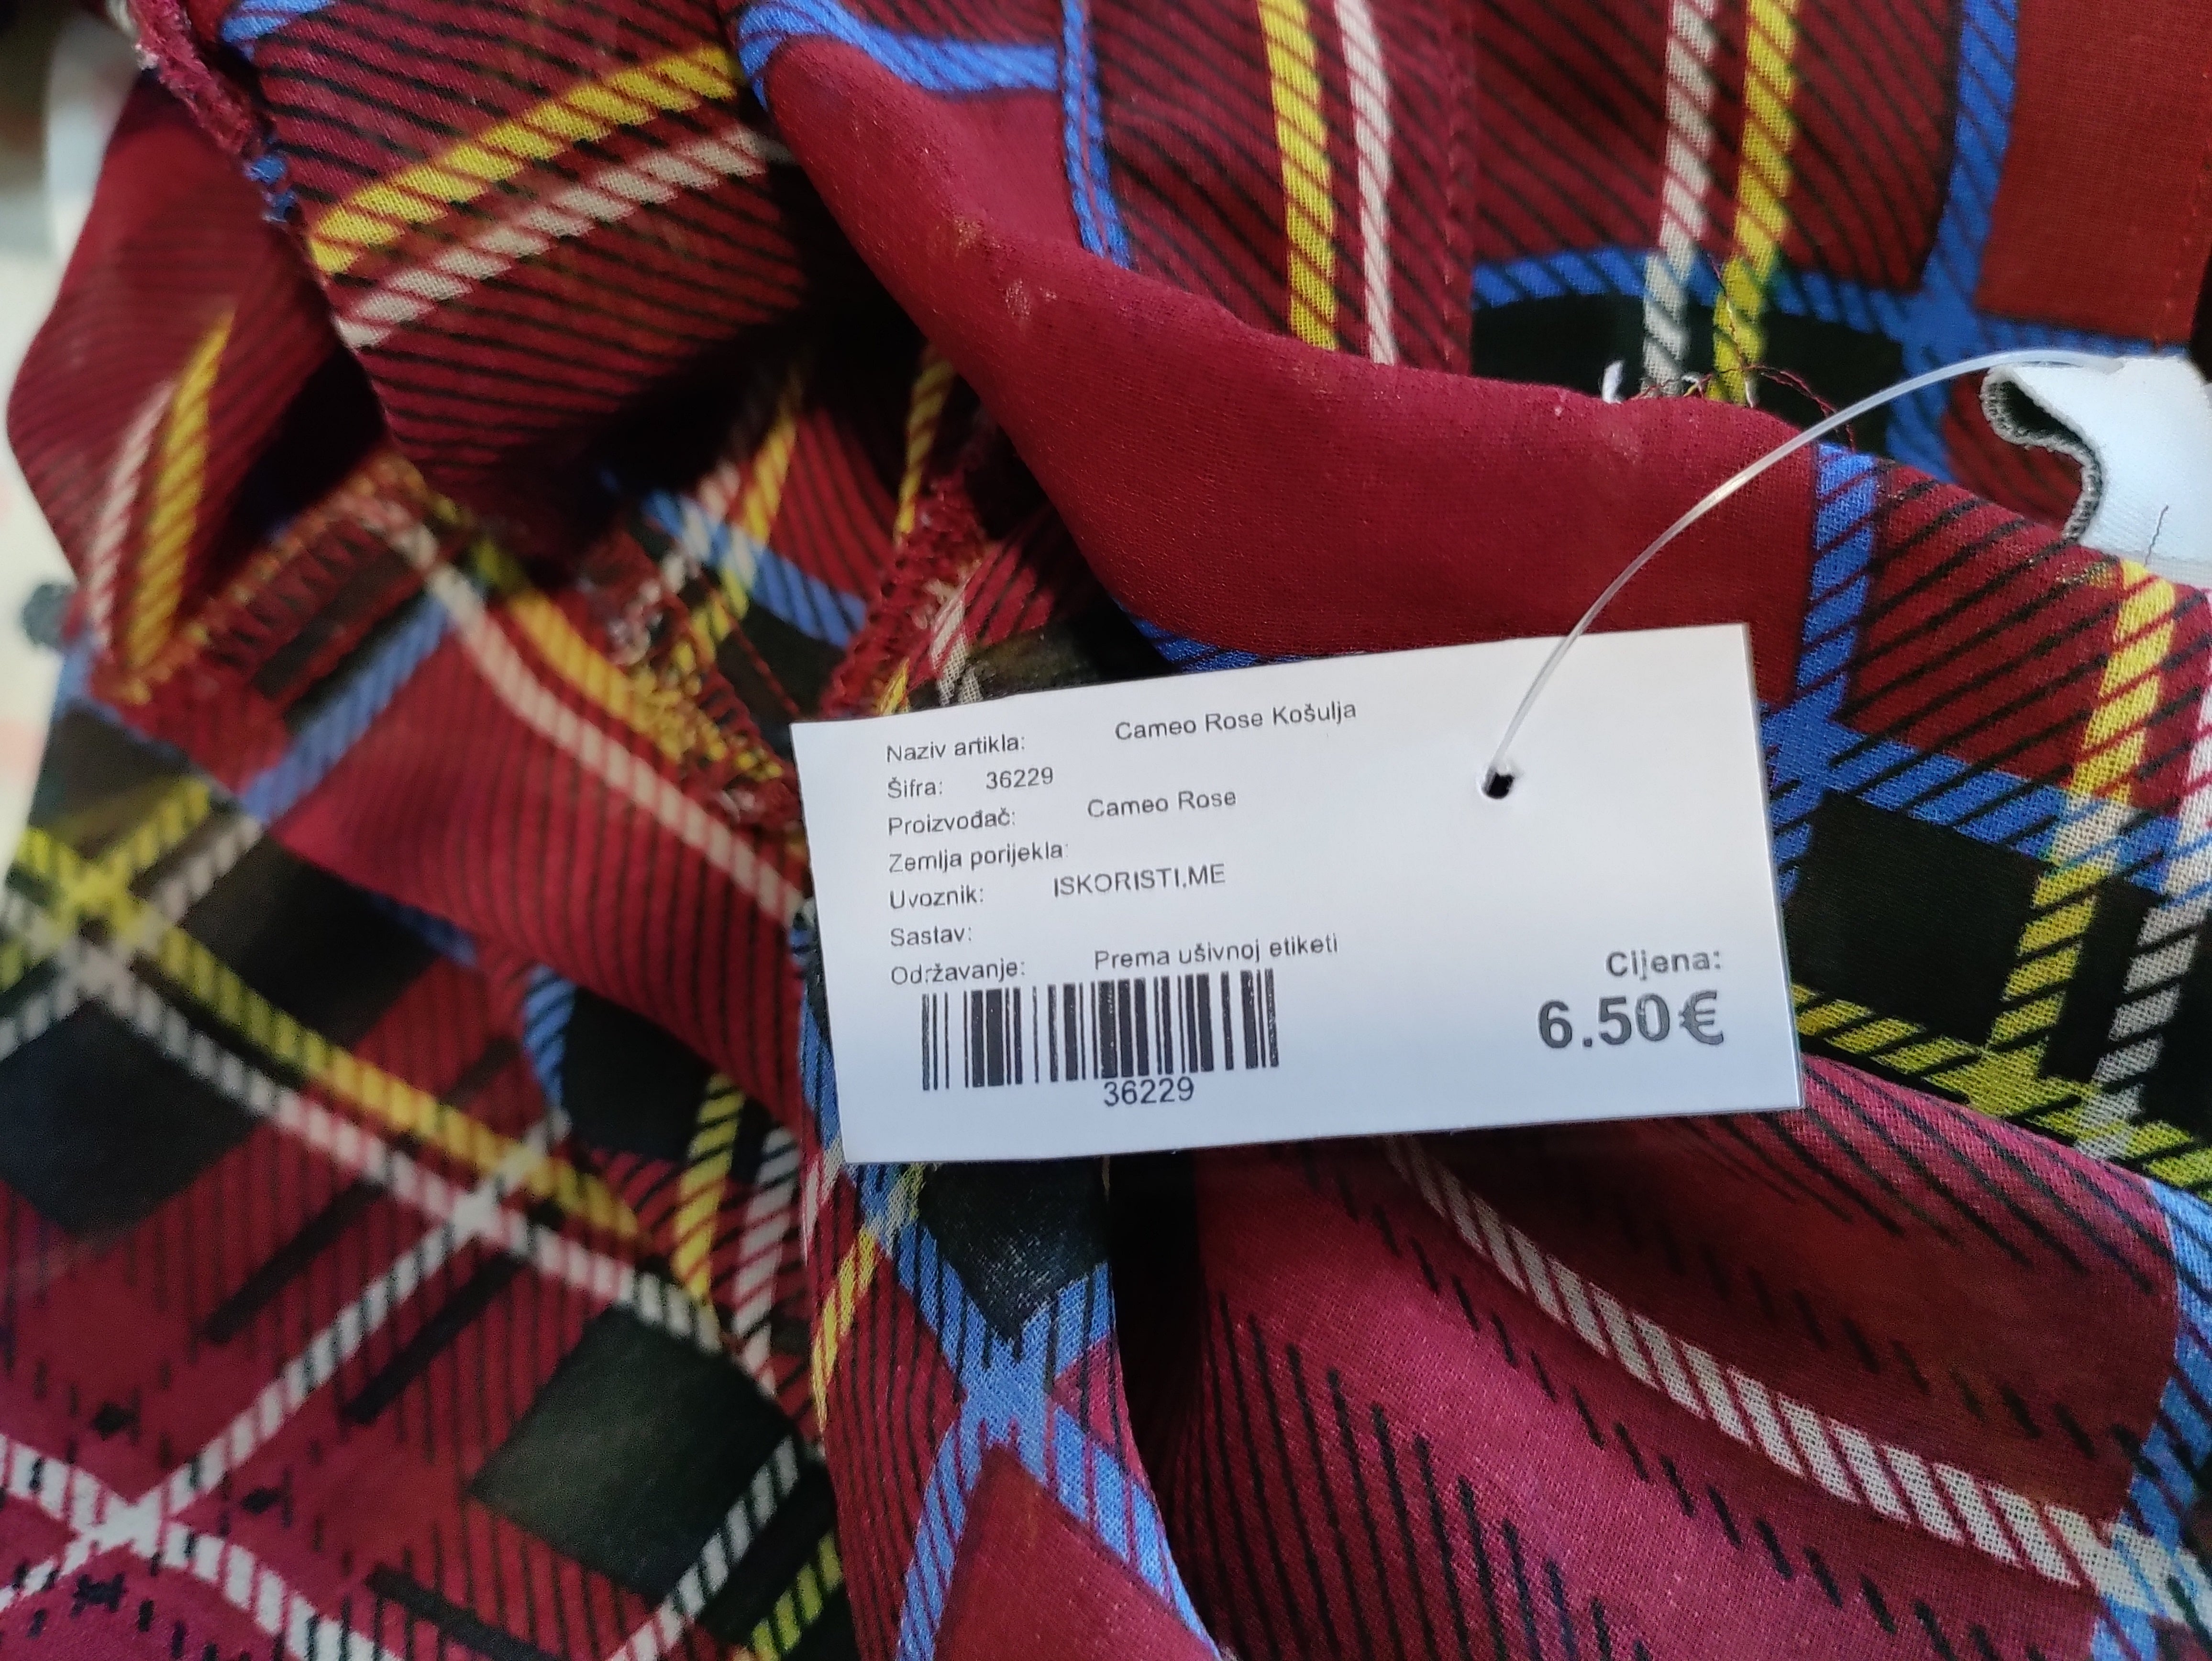 Naziv artikla: Cameo Rose Košulja
Šifra: 36229
Proizvođač: Cameo Rose
Zemlja porijekla:
Uvoznik: ISKORISTI.ME
Sastav:
Održavanje: Prema ušivnoj etiketi
36229
Cijena:
6.50€